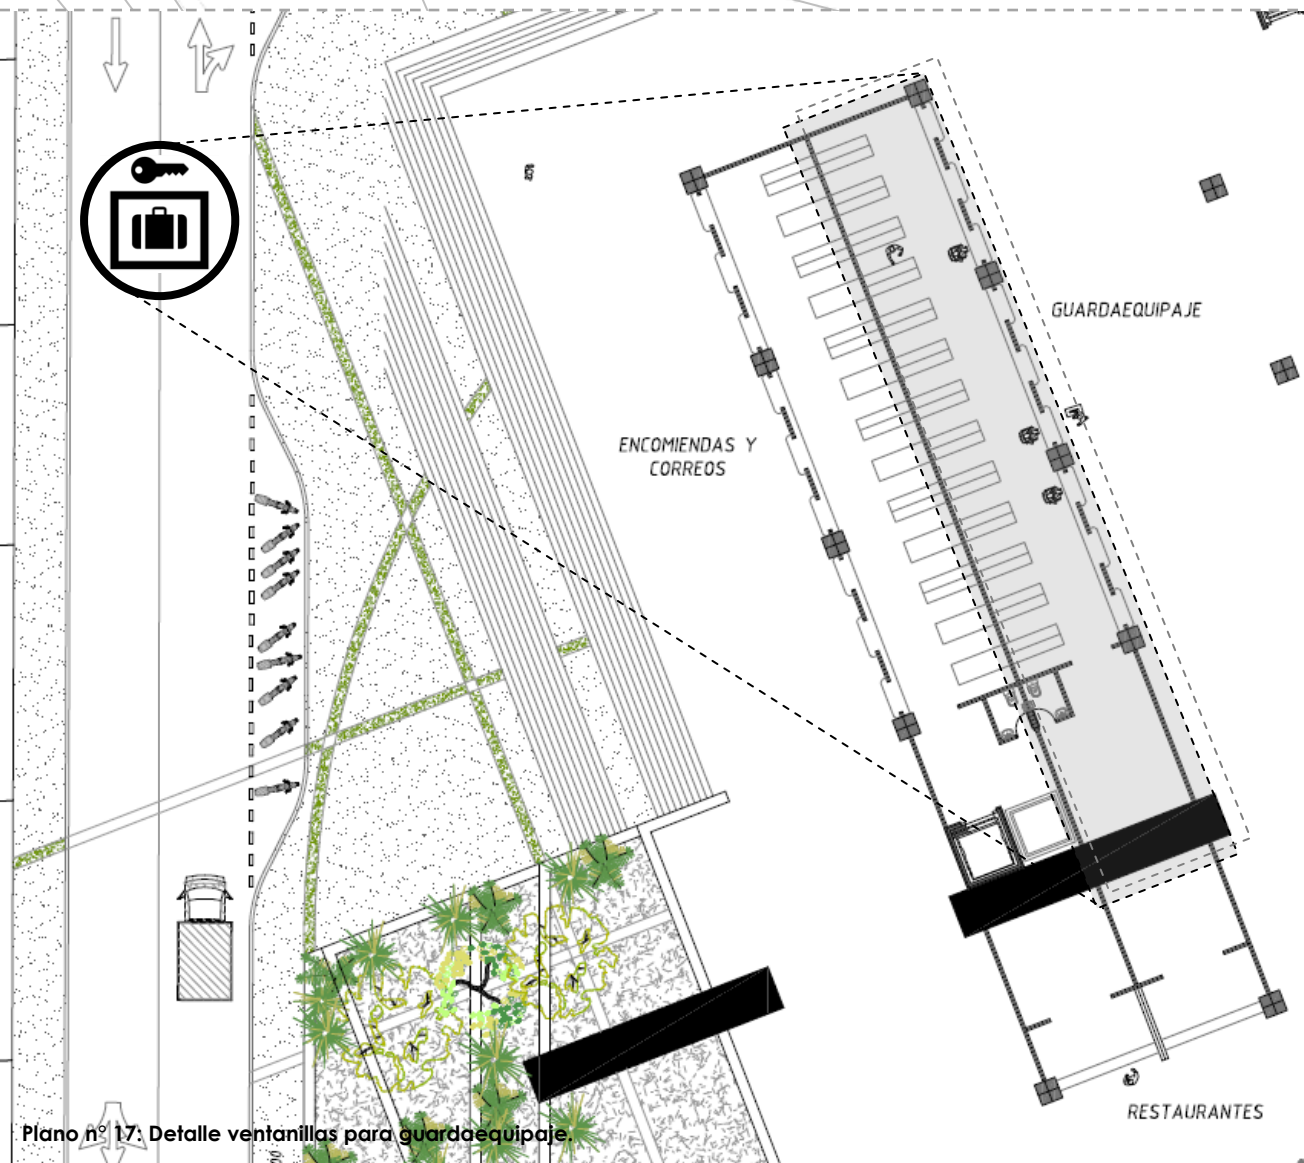 GUARDAEQUIPAJE
ENCOMIENDAS Y
CORREOS
RESTAURANTES
Plano n° 17: Detalle ventanillas para guardaequipaje.